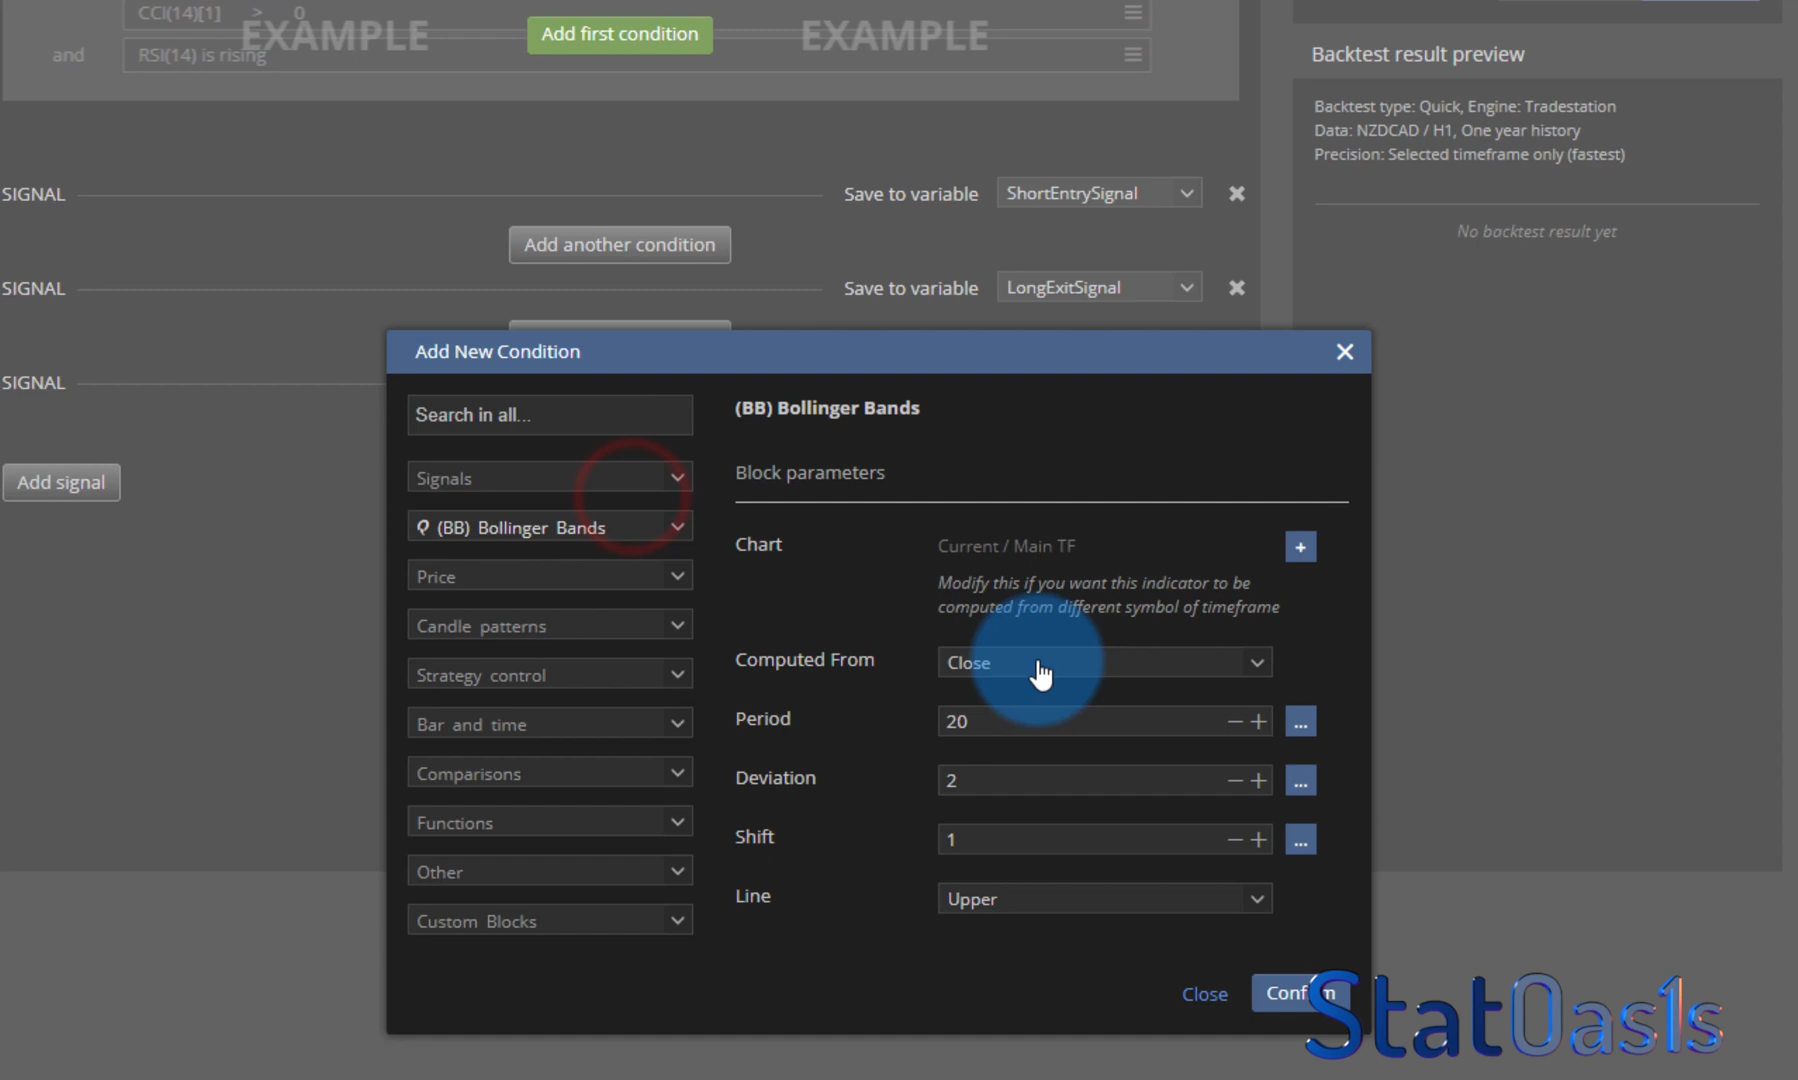 CCI(14)[1] > 0
EXAMPLE
Add first condition
EXAMPLE
and
RSI(14) is rising
Backtest result preview
Backtest type: Quick, Engine: Tradestation
Data: NZDCAD / H1, One year history
Precision: Selected timeframe only (fastest)
No backtest result yet
SIGNAL
Save to variable
ShortEntrySignal
Add another condition
SIGNAL
Save to variable
LongExitSignal
SIGNAL
Add signal
Add New Condition
Search in all...
Signals
(BB) Bollinger Bands
Price
Candle patterns
Strategy control
Bar and time
Comparisons
Functions
Other
Custom Blocks
(BB) Bollinger Bands
Block parameters
Chart
Current / Main TF
+
Modify this if you want this indicator to be
computed from different symbol of timeframe
Computed From
Close
Period
20
...
Deviation
2
...
Shift
1
...
Line
Upper
Close
Confirm
StatOas1s